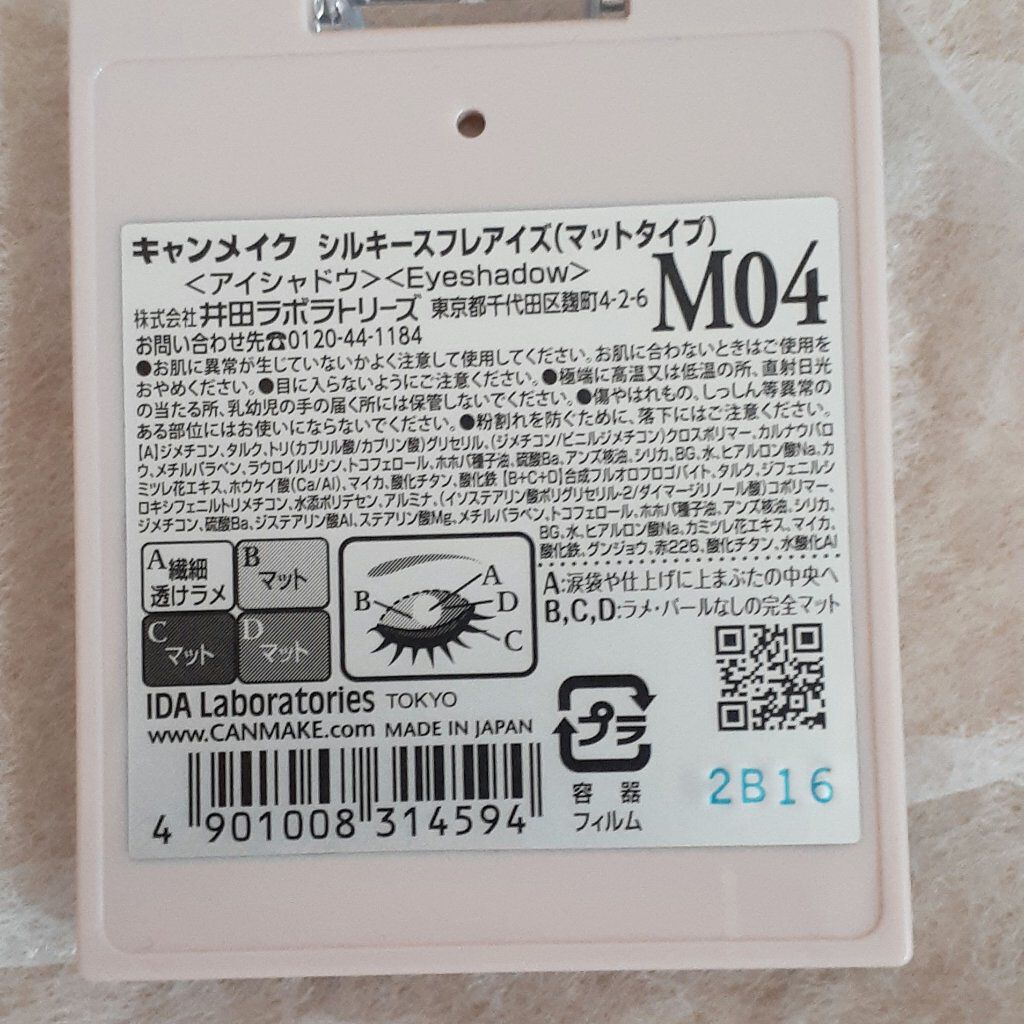 キャンメイク シルキースフレアイズ(マットタイプ)
<アイシャドウ><Eyeshadow>
M04
株式会社 井田ラボラトリーズ 東京都千代田区麹町4-2-6
お問い合わせ先☎0120-44-1184
●お肌に異常が生じていないかよく注意して使用してください。お肌に合わないときはご使用を
おやめください。●目に入らないようにご注意ください。●極端に高温又は低温の所、直射日光
の当たる所、乳幼児の手の届く所には保管しないでください。●傷やはれもの、しっしん等異常の
ある部位にはお使いにならないでください。●粉割れを防ぐために、落下にはご注意ください。
【A】ジメチコン、タルク、トリ(カプリル酸/カプリン酸)グリセリル、(ジメチコン/ビニルジメチコン)クロスポリマー、カルナウバロ
ウ、メチルパラベン、ラウロイルリシン、トコフェロール、ホホバ種子油、硫酸Ba、アンズ核油、シリカ、BG、水、ヒアルロン酸Na、カ
ミツレ花エキス、ホウケイ酸(Ca/Al)、マイカ、酸化チタン、酸化鉄【B+C+D】合成フルオロフロゴパイト、タルク、ジフェニルシ
ロキシフェニルトリメチコン、水添ポリデセン、アルミナ、(イソステアリン酸ポリグリセリル-2/ダイマージリノール酸)コポリマー、
ジメチコン、硫酸Ba、ジステアリン酸Al、ステアリン酸Mg、メチルパラベン、トコフェロール、ホホバ種子油、アンズ核油、シリカ、
BG、水、ヒアルロン酸Na、カミツレ花エキス、マイカ、
酸化鉄、グンジョウ、赤226、酸化チタン、水酸化Al
A 繊細
透けラメ
B マット
C マット
D マット
A
B
D
C
A:涙袋や仕上げに上まぶたの中央へ
B,C,D:ラメ・パールなしの完全マット
IDA Laboratories TOKYO
www.CANMAKE.com MADE IN JAPAN
プラ
容器
フィルム
2B16
4 901008 314594